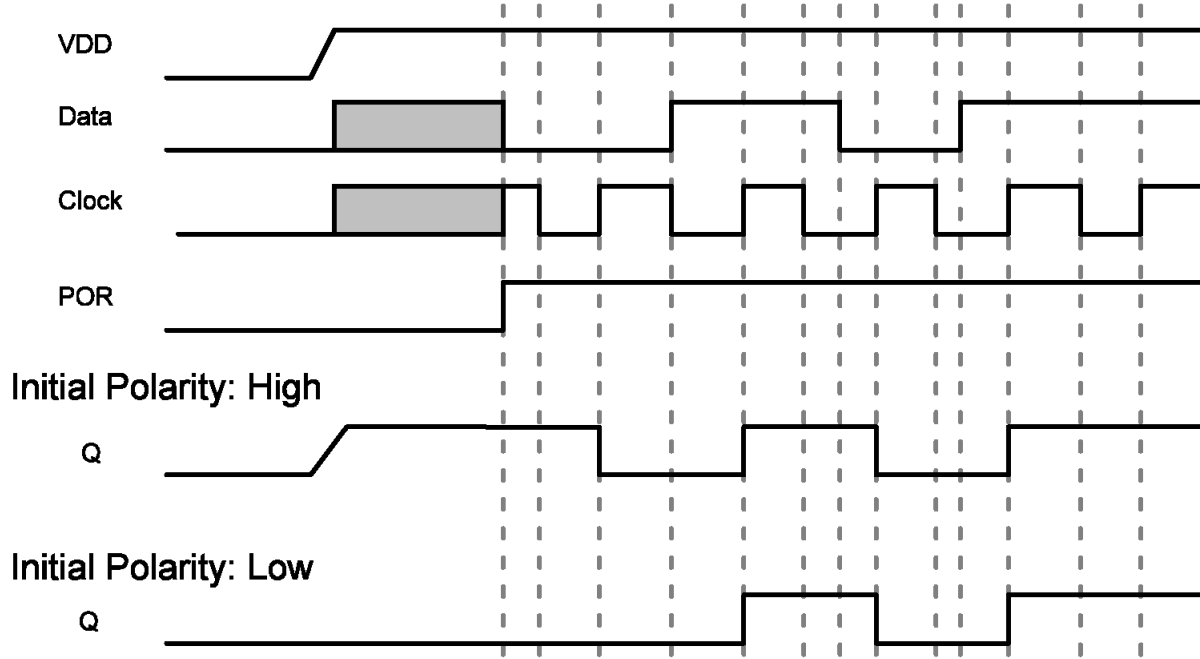 VDD
Data
Clock
POR
Initial Polarity: High
Q
Initial Polarity: Low
Q